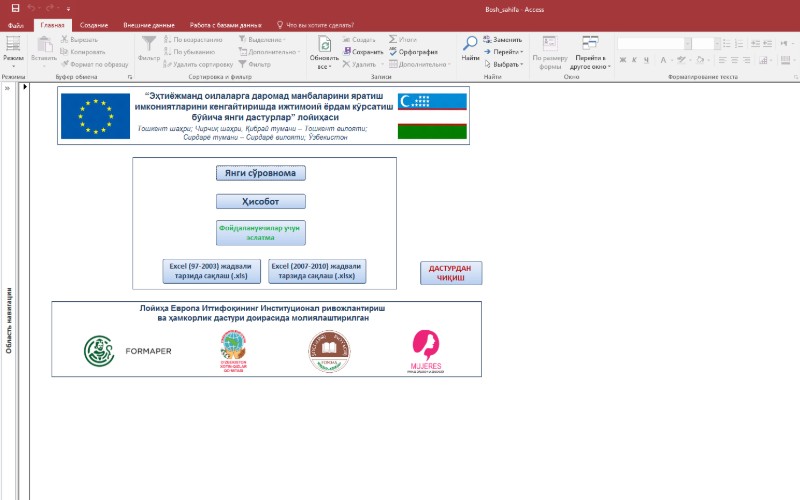 Bosh_sahifa - Access
Файл Главная Создание Внешние данные Работа с базами данных Что вы хотите сделать?
Режим Вставить Вырезать Копировать Формат по образцу
Фильтр По возрастанию По убыванию Удалить сортировку Выделение Дополнительно Фильтр
Обновить все Создать Сохранить Удалить Итоги Орфография Дополнительно
Найти Заменить Перейти Выбрать
По размеру формы Перейти в другое окно
Ж К Ч
Режимы Буфер обмена Сортировка и фильтр Записи Найти Окно Форматирование текста
Область навигации
“Эҳтиёжманд оилаларга даромад манбаларини яратиш
имкониятларини кенгайтиришда ижтимоий ёрдам кўрсатиш
бўйича янги дастурлар” лойиҳаси
Тошкент шаҳри; Чирчиқ шаҳри, Қибрай тумани – Тошкент вилояти;
Сирдарё тумани – Сирдарё вилояти; Ўзбекистон
Янги сўровнома
Ҳисобот
Фойдаланувчилар учун
эслатма
Excel (97-2003) жадвали
тарзида сақлаш (.xls)
Excel (2007-2010) жадвали
тарзида сақлаш (.xlsx)
ДАСТУРДАН
ЧИҚИШ
Лойиҳа Европа Иттифоқининг Институционал ривожлантириш
ва ҳамкорлик дастури доирасида молиялаштирилган
FORMAPER
MUJERES